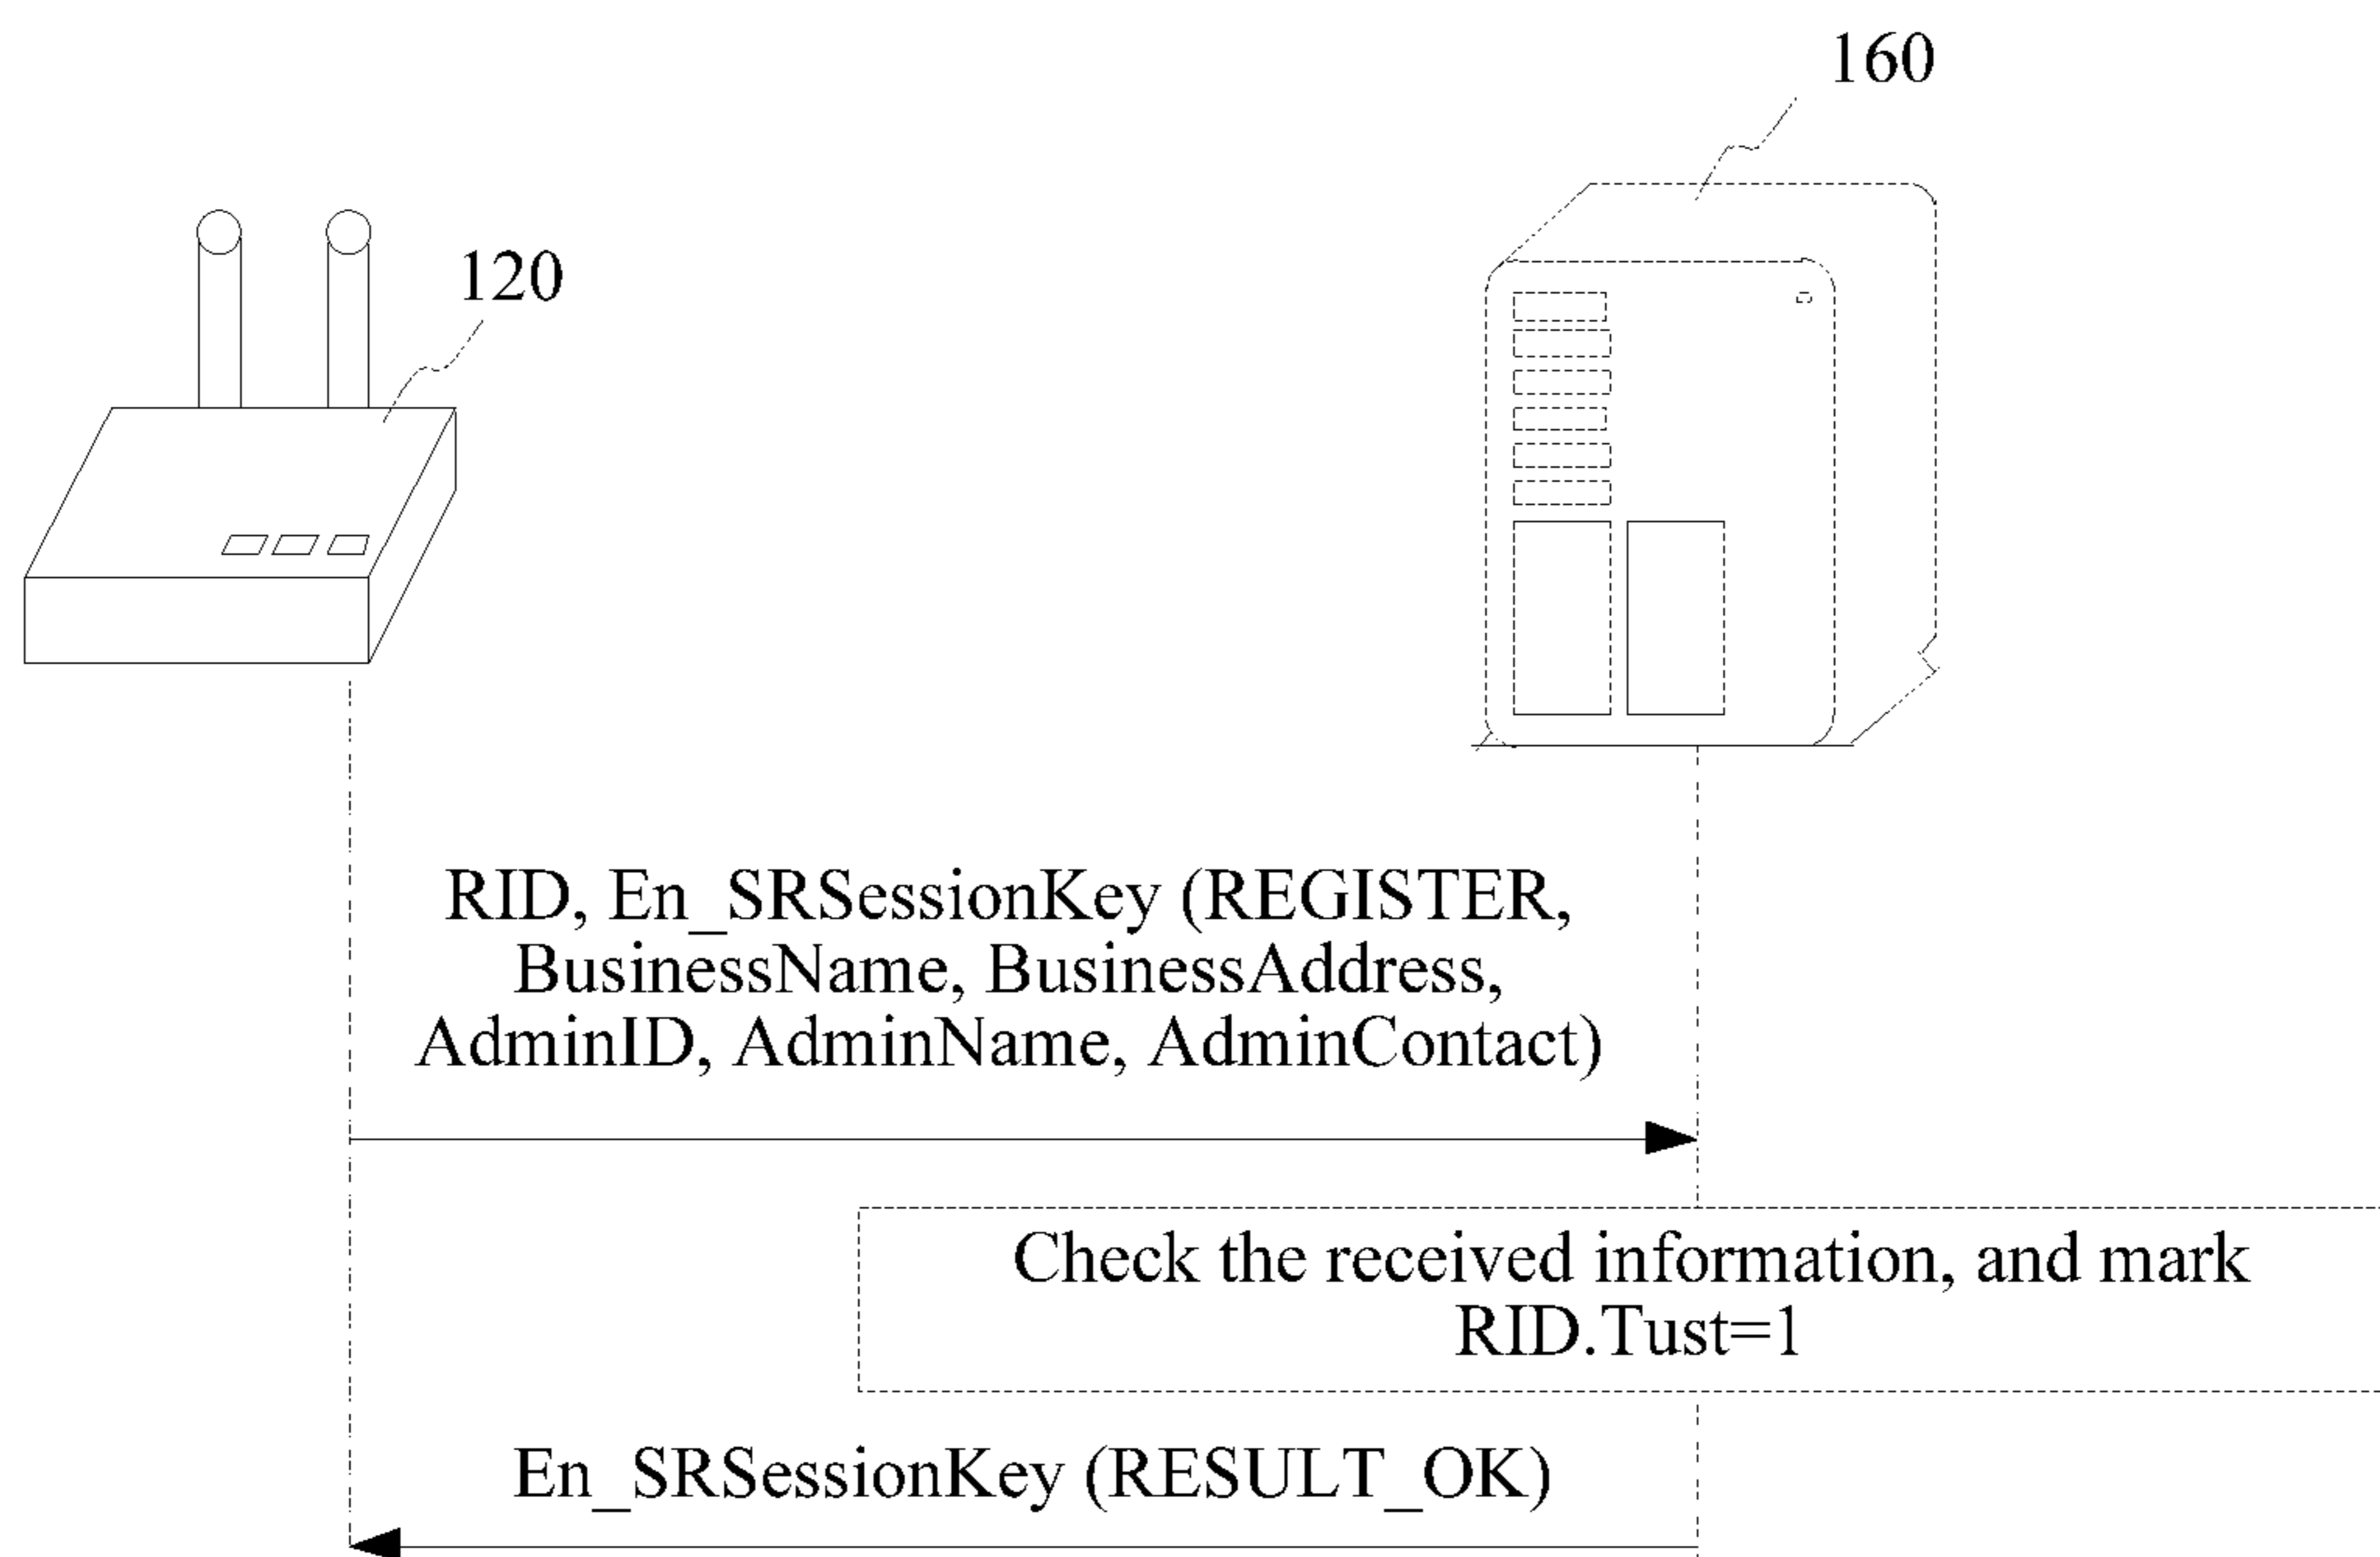 160
120
RID, En_SRSessionKey (REGISTER,
BusinessName, BusinessAddress,
AdminID, AdminName, AdminContact)
Check the received information, and mark
RID.Tust=1
En_SRSessionKey (RESULT_OK)